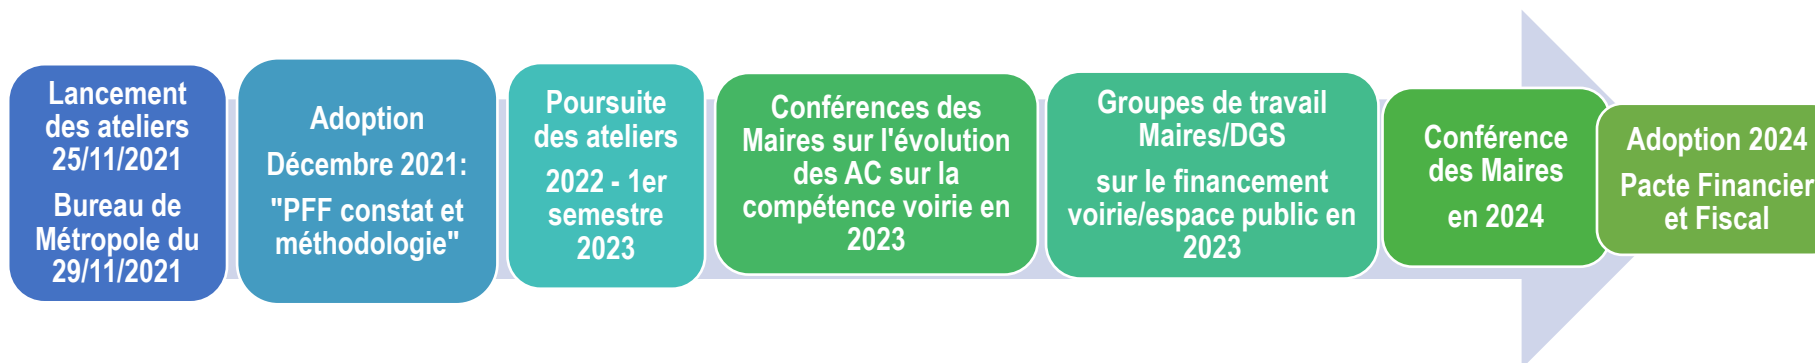 Lancement
des ateliers
25/11/2021
Bureau de
Métropole du
29/11/2021
Adoption
Décembre 2021:
"PFF constat et
méthodologie"
Poursuite
des ateliers
2022 - 1er
semestre
2023
Conférences des
Maires sur l'évolution
des AC sur la
compétence voirie en
2023
Groupes de travail
Maires/DGS
sur le financement
voirie/espace public en
2023
Conférence
des Maires
en 2024
Adoption 2024
Pacte Financier
et Fiscal